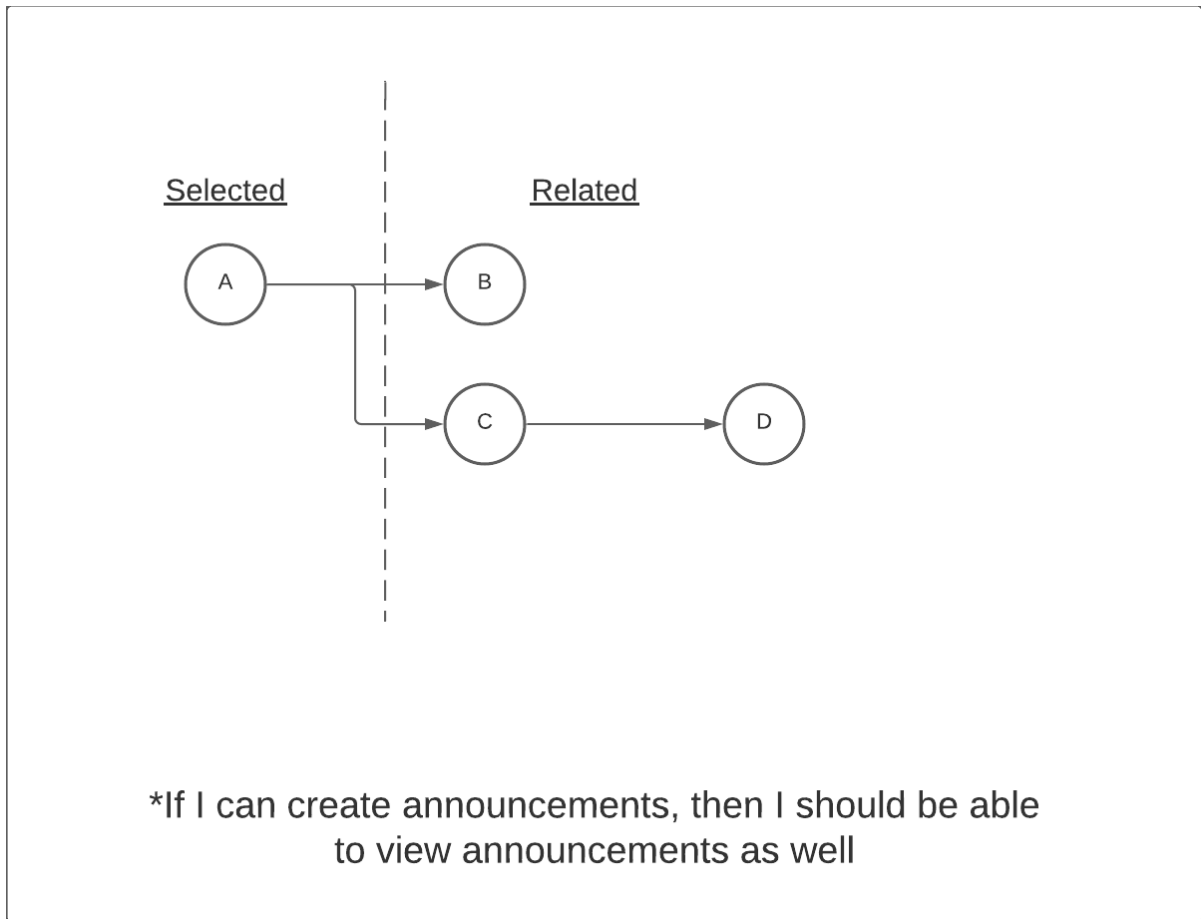 Selected
Related
A
B
C
D
*If I can create announcements, then I should be able
to view announcements as well